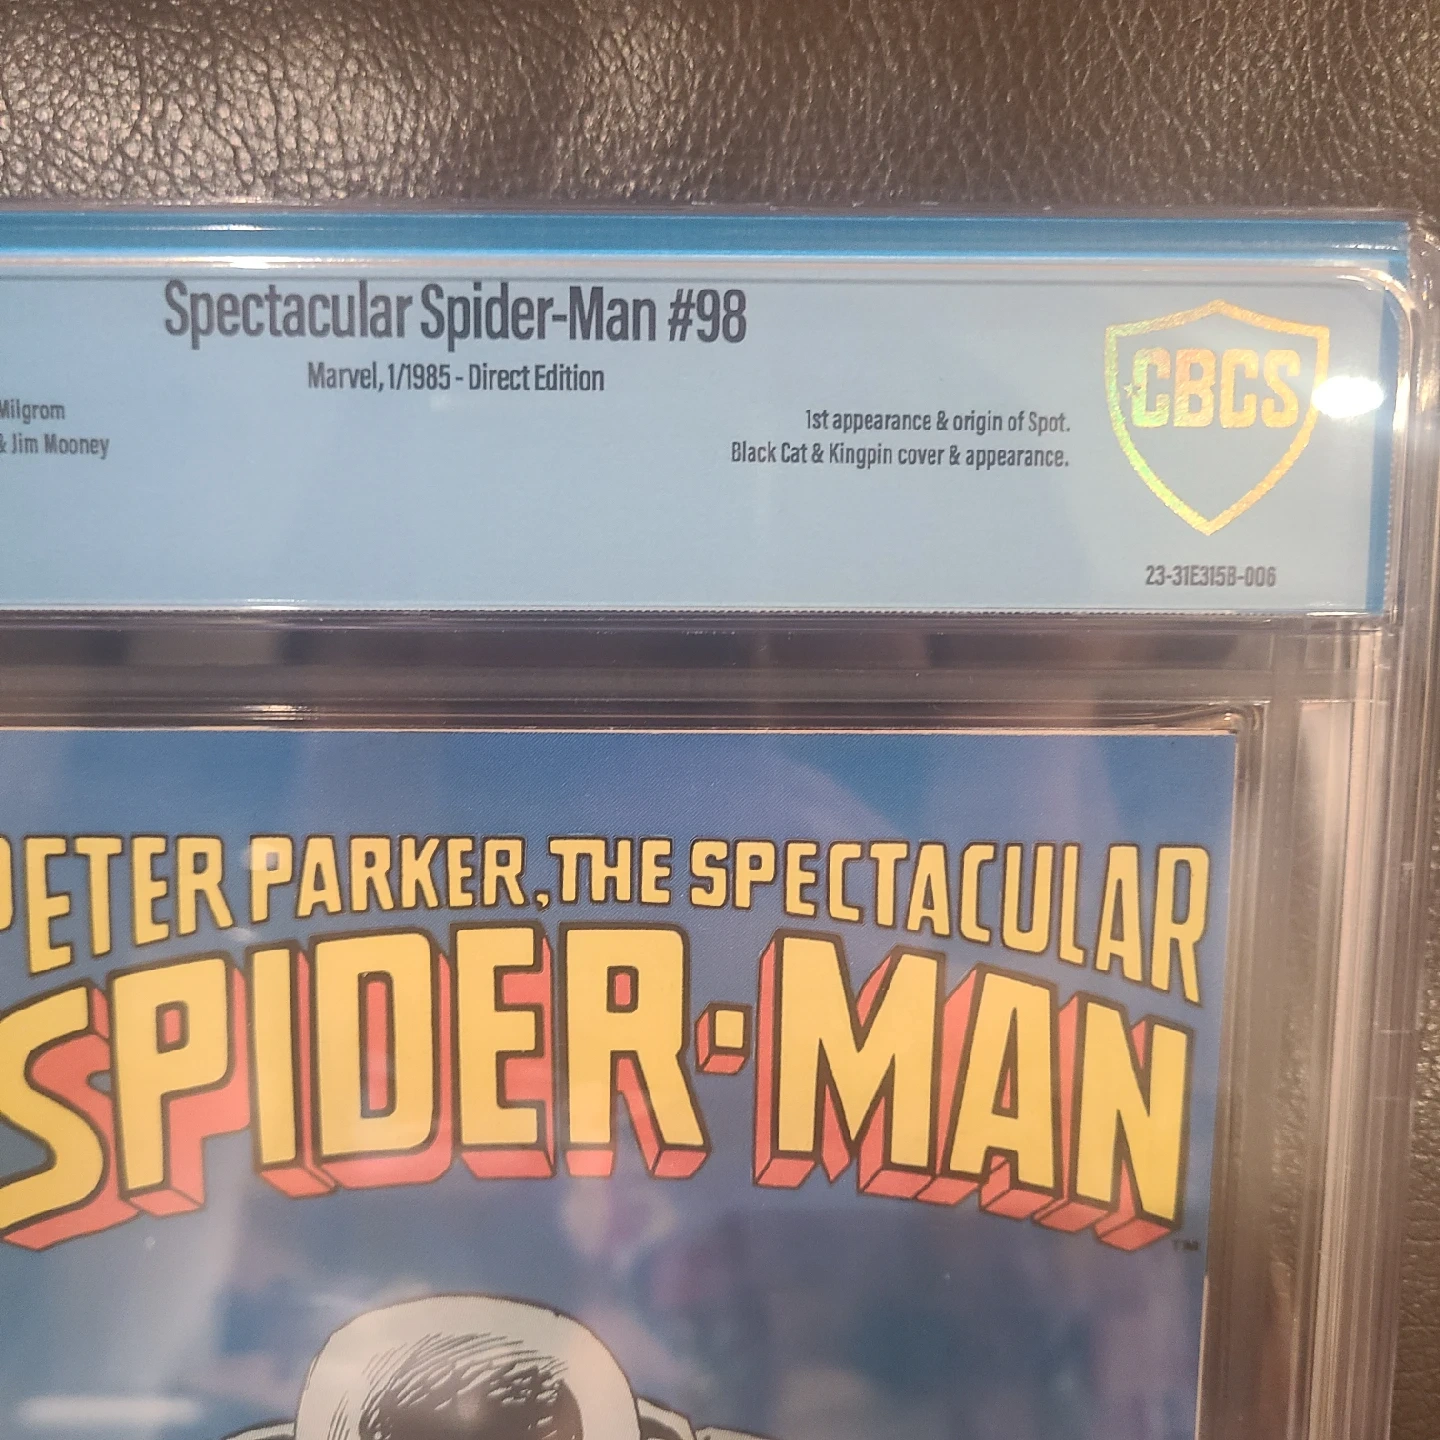 Spectacular Spider-Man #98
Marvel, 1/1985 - Direct Edition
Milgrom
& Jim Mooney
1st appearance & origin of Spot.
Black Cat & Kingpin cover & appearance.
CBCS
23-31E315B-006
PETER PARKER, THE SPECTACULAR
SPIDER-MAN
TM